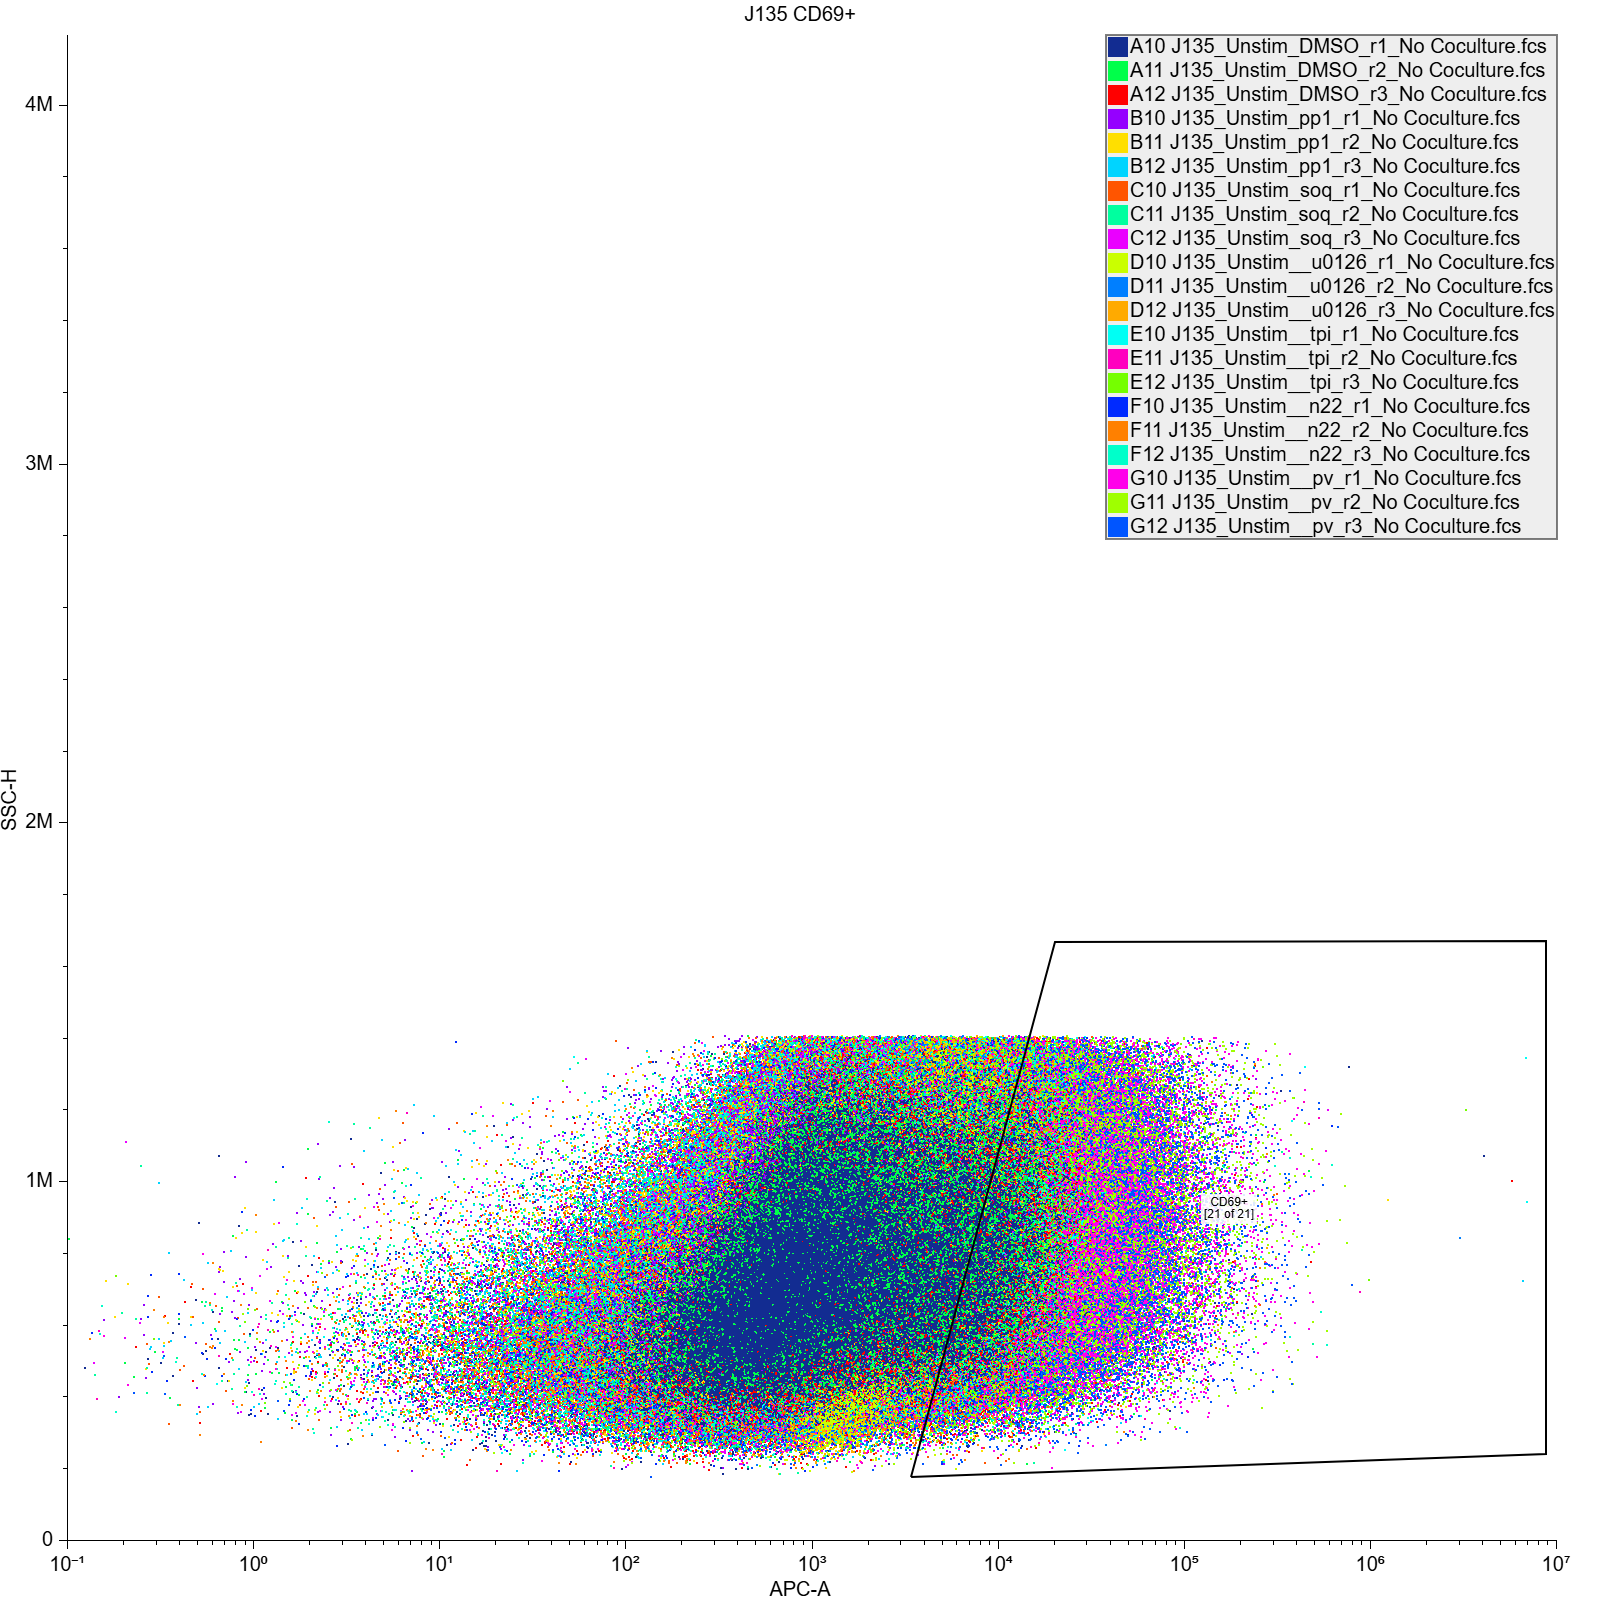 J135 CD69+
A10 J135_Unstim_DMSO_r1_No Coculture.fcs
A11 J135_Unstim_DMSO_r2_No Coculture.fcs
A12 J135_Unstim_DMSO_r3_No Coculture.fcs
B10 J135_Unstim_pp1_r1_No Coculture.fcs
B11 J135_Unstim_pp1_r2_No Coculture.fcs
B12 J135_Unstim_pp1_r3_No Coculture.fcs
C10 J135_Unstim_soq_r1_No Coculture.fcs
C11 J135_Unstim_soq_r2_No Coculture.fcs
C12 J135_Unstim_soq_r3_No Coculture.fcs
D10 J135_Unstim__u0126_r1_No Coculture.fcs
D11 J135_Unstim__u0126_r2_No Coculture.fcs
D12 J135_Unstim__u0126_r3_No Coculture.fcs
E10 J135_Unstim__tpi_r1_No Coculture.fcs
E11 J135_Unstim__tpi_r2_No Coculture.fcs
E12 J135_Unstim__tpi_r3_No Coculture.fcs
F10 J135_Unstim__n22_r1_No Coculture.fcs
F11 J135_Unstim__n22_r2_No Coculture.fcs
F12 J135_Unstim__n22_r3_No Coculture.fcs
G10 J135_Unstim__pv_r1_No Coculture.fcs
G11 J135_Unstim__pv_r2_No Coculture.fcs
G12 J135_Unstim__pv_r3_No Coculture.fcs
4M
3M
2M
1M
0
SSC-H
CD69+
[21 of 21]
10⁻¹ 10⁰ 10¹ 10² 10³ 10⁴ 10⁵ 10⁶ 10⁷
APC-A